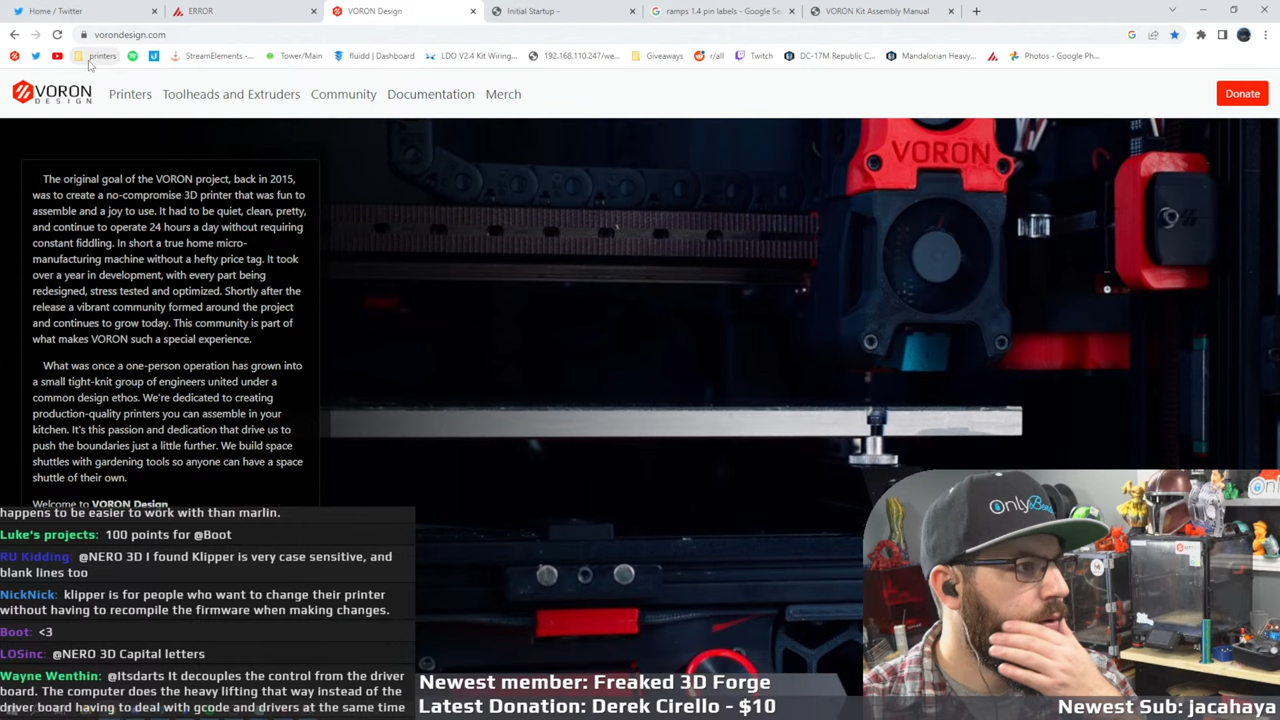 Home / Twitter
ERROR
VORON Design
Initial Startup -
ramps 1.4 pin labels - Google Se
VORON Kit Assembly Manual
vorondesign.com
printers
StreamElements -...
Tower/Main
fluidd | Dashboard
LDO V2.4 Kit Wiring...
192.168.110.247/we...
Giveaways
r/all
Twitch
DC-17M Republic C...
Mandalorian Heavy...
Photos - Google Ph...
VORON
DESIGN
Printers
Toolheads and Extruders
Community
Documentation
Merch
Donate
The original goal of the VORON project, back in 2015,
was to create a no-compromise 3D printer that was fun to
assemble and a joy to use. It had to be quiet, clean, pretty,
and continue to operate 24 hours a day without requiring
constant fiddling. In short a true home micro-
manufacturing machine without a hefty price tag. It took
over a year in development, with every part being
redesigned, stress tested and optimized. Shortly after the
release a vibrant community formed around the project
and continues to grow today. This community is part of
what makes VORON such a special experience.
What was once a one-person operation has grown into
a small tight-knit group of engineers united under a
common design ethos. We're dedicated to creating
production-quality printers you can assemble in your
kitchen. It's this passion and dedication that drive us to
push the boundaries just a little further. We build space
shuttles with gardening tools so anyone can have a space
shuttle of their own.
Welcome to VORON Design
VORON
happens to be easier to work with than marlin.
Luke's projects: 100 points for @Boot
RU Kidding: @NERO 3D I found Klipper is very case sensitive, and
blank lines too
NickNick: klipper is for people who want to change their printer
without having to recompile the firmware when making changes.
Boot: <3
LOSinc: @NERO 3D Capital letters
Wayne Wenthin: @Itsdarts It decouples the control from the driver
board. The computer does the heavy lifting that way instead of the
driver board having to deal with gcode and drivers at the same time
Only
Newest member: Freaked 3D Forge
Latest Donation: Derek Cirello - $10
Newest Sub: jacahaya